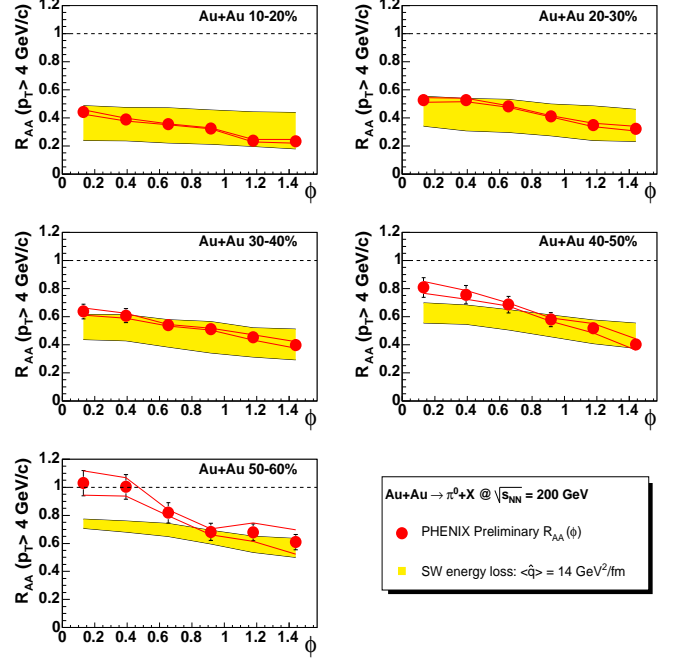 Au+Au 10-20%
R_AA (p_T > 4 GeV/c)
1.2
1
0.8
0.6
0.4
0.2
0
0 0.2 0.4 0.6 0.8 1 1.2 1.4
ϕ
Au+Au 20-30%
R_AA (p_T > 4 GeV/c)
1.2
1
0.8
0.6
0.4
0.2
0
0 0.2 0.4 0.6 0.8 1 1.2 1.4
ϕ
Au+Au 30-40%
R_AA (p_T > 4 GeV/c)
1.2
1
0.8
0.6
0.4
0.2
0
0 0.2 0.4 0.6 0.8 1 1.2 1.4
ϕ
Au+Au 40-50%
R_AA (p_T > 4 GeV/c)
1.2
1
0.8
0.6
0.4
0.2
0
0 0.2 0.4 0.6 0.8 1 1.2 1.4
ϕ
Au+Au 50-60%
R_AA (p_T > 4 GeV/c)
1.2
1
0.8
0.6
0.4
0.2
0
0 0.2 0.4 0.6 0.8 1 1.2 1.4
ϕ
Au+Au → π⁰+X @ √s_NN = 200 GeV
PHENIX Preliminary R_AA(ϕ)
SW energy loss: <q̂> = 14 GeV²/fm